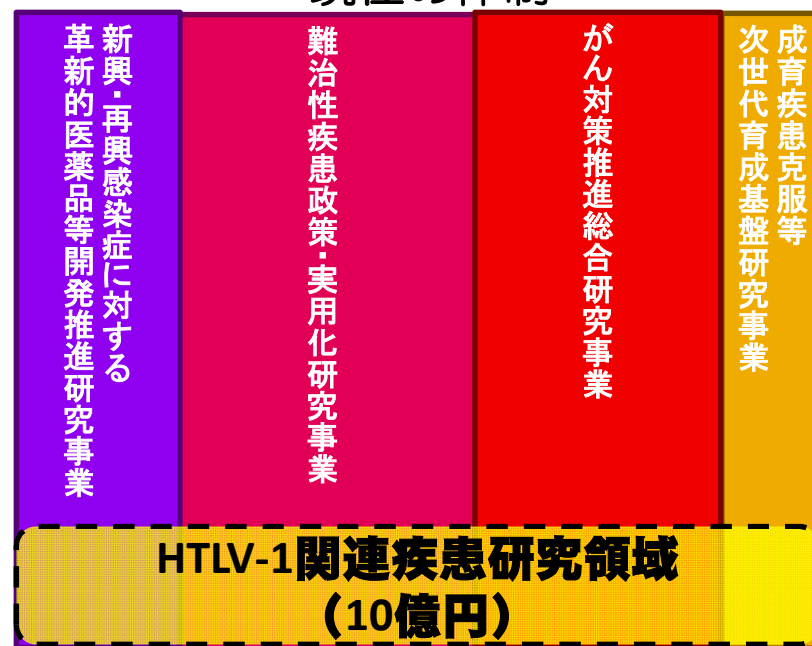 新興・再興感染症に対する
革新的医薬品等開発推進研究事業
難治性疾患政策・実用化研究事業
がん対策推進総合研究事業
成育疾患克服等
次世代育成基盤研究事業
HTLV-1関連疾患研究領域
（10億円）